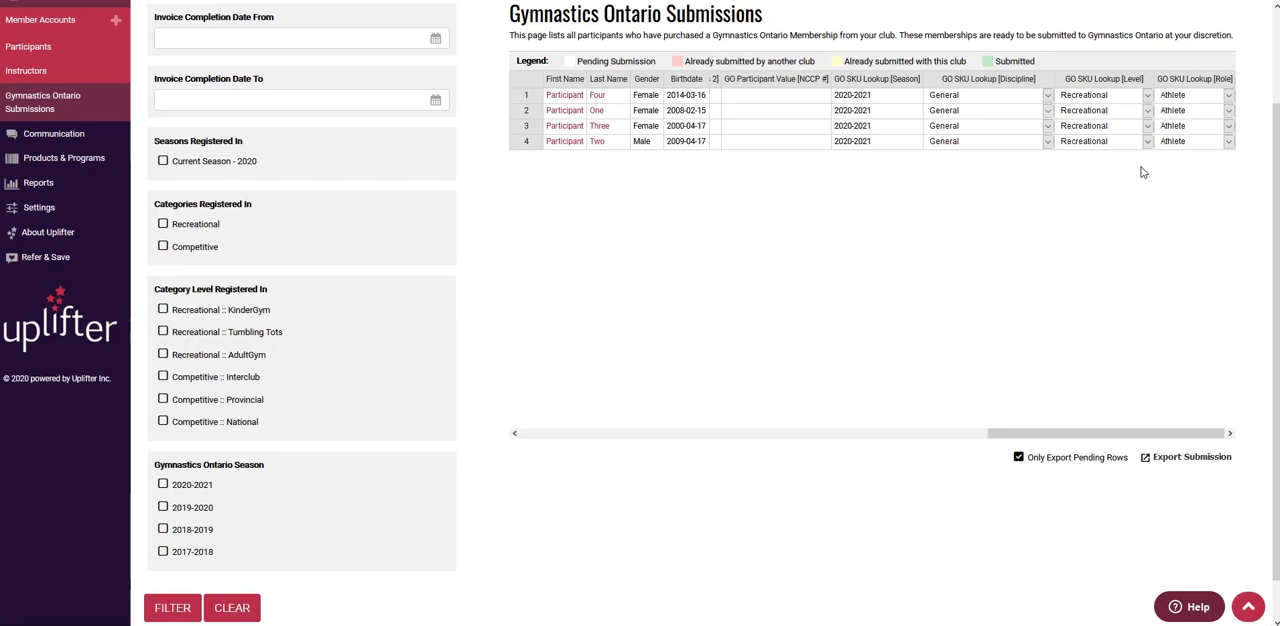 Member Accounts
Participants
Instructors
Gymnastics Ontario
Submissions
Communication
Products & Programs
Reports
Settings
About Uplifter
Refer & Save
uplifter
© 2020 powered by Uplifter Inc.
Invoice Completion Date From
Invoice Completion Date To
Seasons Registered In
Current Season - 2020
Categories Registered In
Recreational
Competitive
Category Level Registered In
Recreational :: KinderGym
Recreational :: Tumbling Tots
Recreational :: AdultGym
Competitive :: Interclub
Competitive :: Provincial
Competitive :: National
Gymnastics Ontario Season
2020-2021
2019-2020
2018-2019
2017-2018
FILTER CLEAR
Gymnastics Ontario Submissions
This page lists all participants who have purchased a Gymnastics Ontario Membership from your club. These memberships are ready to be submitted to Gymnastics Ontario at your discretion.
Legend: Pending Submission Already submitted by another club Already submitted with this club Submitted
First Name Last Name Gender Birthdate 2] GO Participant Value [NCCP #] GO SKU Lookup [Season] GO SKU Lookup [Discipline] GO SKU Lookup [Level] GO SKU Lookup [Role]
1 Participant Four Female 2014-03-16 2020-2021 General Recreational Athlete
2 Participant One Female 2008-02-15 2020-2021 General Recreational Athlete
3 Participant Three Female 2000-04-17 2020-2021 General Recreational Athlete
4 Participant Two Male 2009-04-17 2020-2021 General Recreational Athlete
Only Export Pending Rows Export Submission
Help